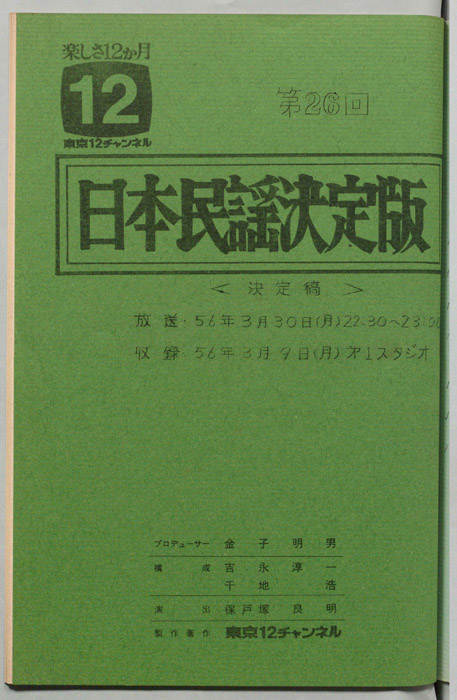 楽しさ12か月
12
東京12チャンネル
第26回
日本民謡決定版
＜決定稿＞
放送・56年3月30日(月)22:30〜23:00
収録・56年3月9日(月)第1スタジオ
プロデューサー 金子明男
構成 吉永淳一
千地浩
演出 保戸塚良明
製作著作 東京12チャンネル